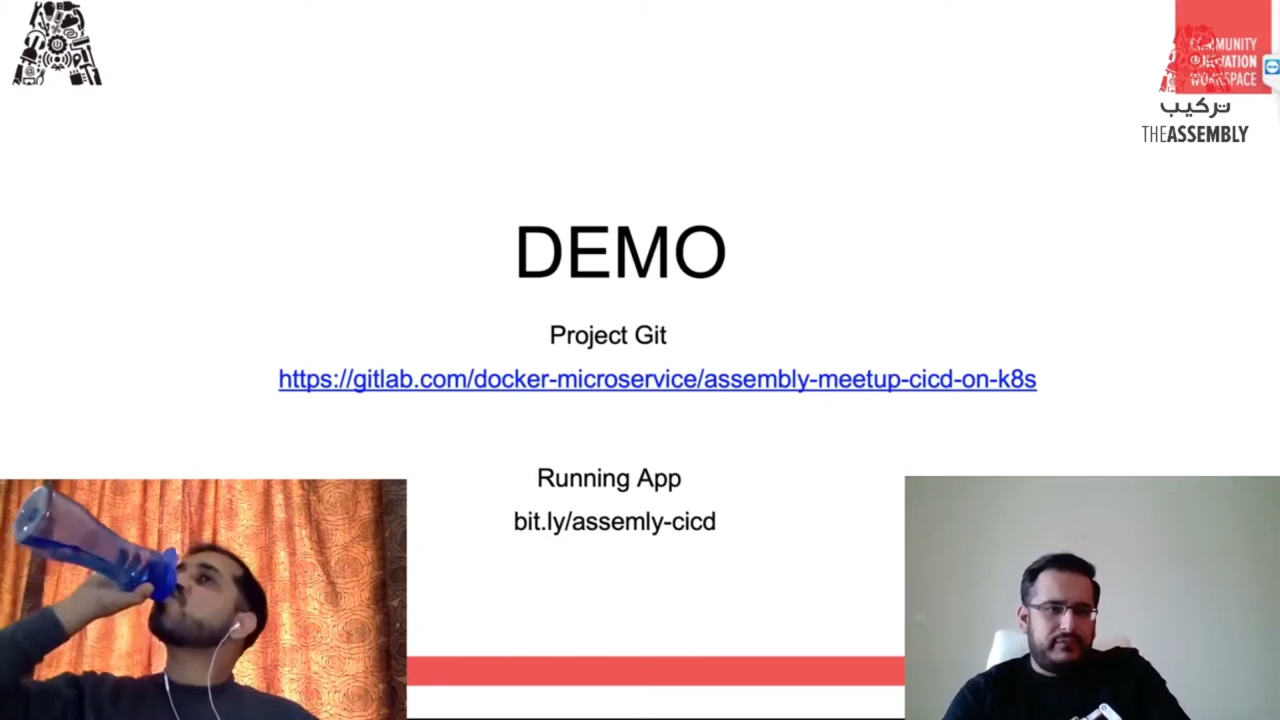 COMMUNITY
INNOVATION
WORKSPACE
تركيب
THEASSEMBLY
DEMO
Project Git
https://gitlab.com/docker-microservice/assembly-meetup-cicd-on-k8s
Running App
bit.ly/assemly-cicd